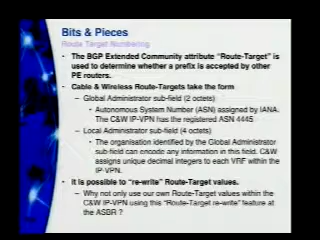 Bits & Pieces
Route Target Numbering
• The BGP Extended Community attribute "Route-Target" is
used to determine whether a prefix is accepted by other
PE routers.
• Cable & Wireless Route-Targets take the form
– Global Administrator sub-field (2 octets)
• Autonomous System Number (ASN) assigned by IANA.
The C&W IP-VPN has the registered ASN 4445
– Local Administrator sub-field (4 octets)
• The organisation identified by the Global Administrator
sub-field can encode any information in this field. C&W
assigns unique decimal integers to each VRF within the
IP-VPN.
• It is possible to "re-write" Route-Target values.
– Why not only use our own Route-Target values within the
C&W IP-VPN using this "Route-Target re-write" feature at
the ASBR ?